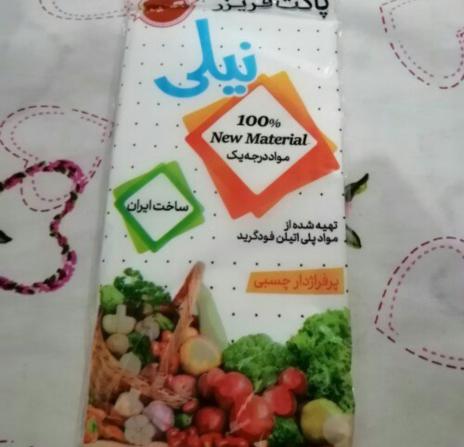 پاکت فریزر
نیلی
100%
New Material
مواد درجه یک
ساخت ایران
تهیه شده از
مواد پلی اتیلن فودگرید
پرفراژدار چسبی